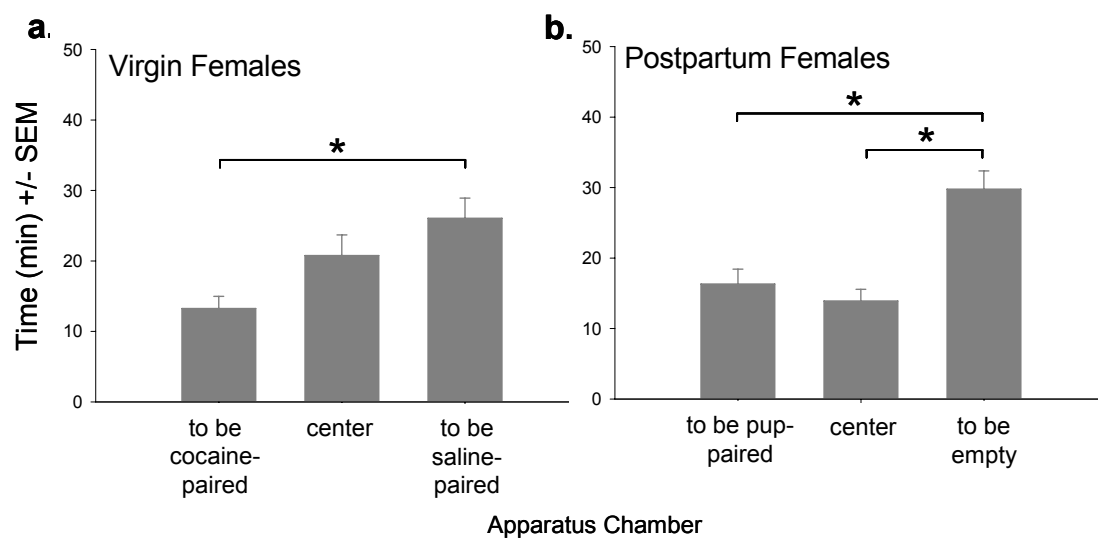 a.
Virgin Females
Time (min) +/- SEM
50
40
30
20
10
0
*
to be
cocaine-
paired
center
to be
saline-
paired
b.
Postpartum Females
50
40
30
20
10
0
*
*
to be pup-
paired
center
to be
empty
Apparatus Chamber